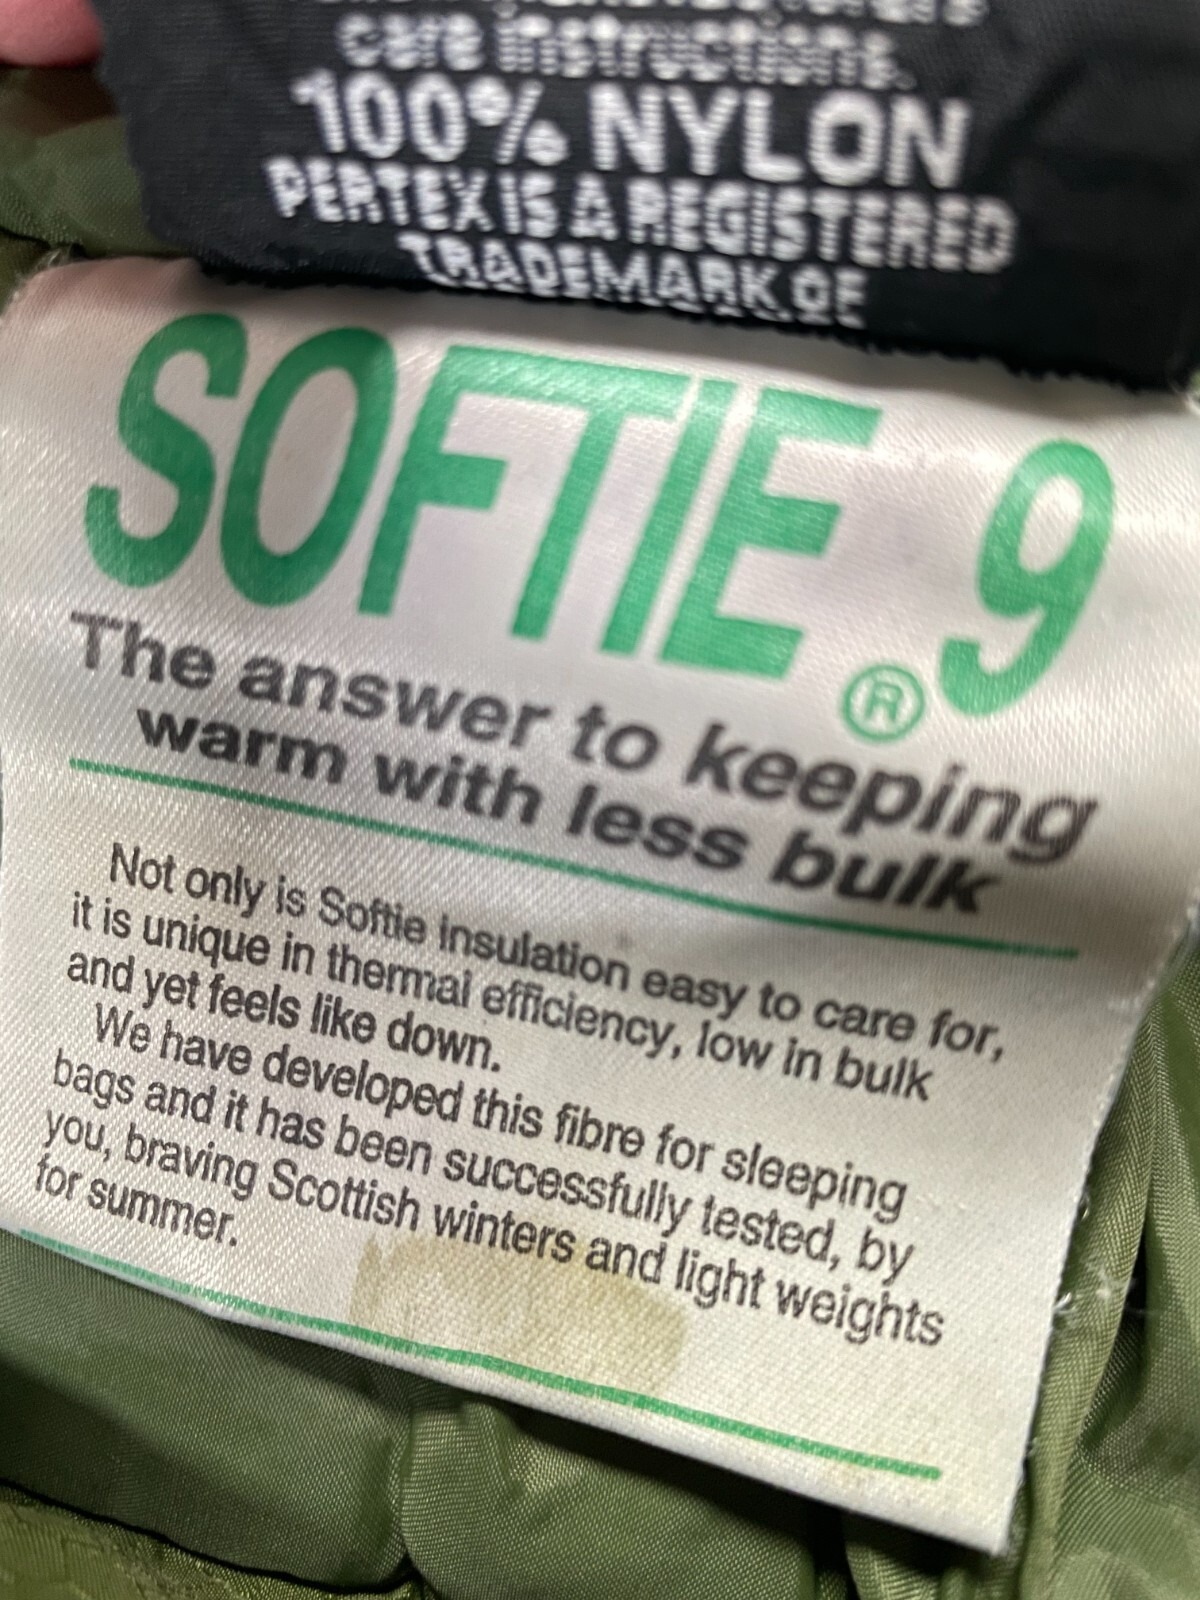 care instructions.
100% NYLON
PERTEX IS A REGISTERED
TRADEMARK OF
SOFTIE® 9
The answer to keeping
warm with less bulk
Not only is Softie insulation easy to care for,
it is unique in thermal efficiency, low in bulk
and yet feels like down.
We have developed this fibre for sleeping
bags and it has been successfully tested, by
you, braving Scottish winters and light weights
for summer.